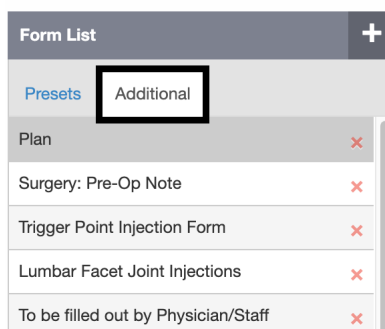 Form List
Presets Additional
Plan
Surgery: Pre-Op Note
Trigger Point Injection Form
Lumbar Facet Joint Injections
To be filled out by Physician/Staff